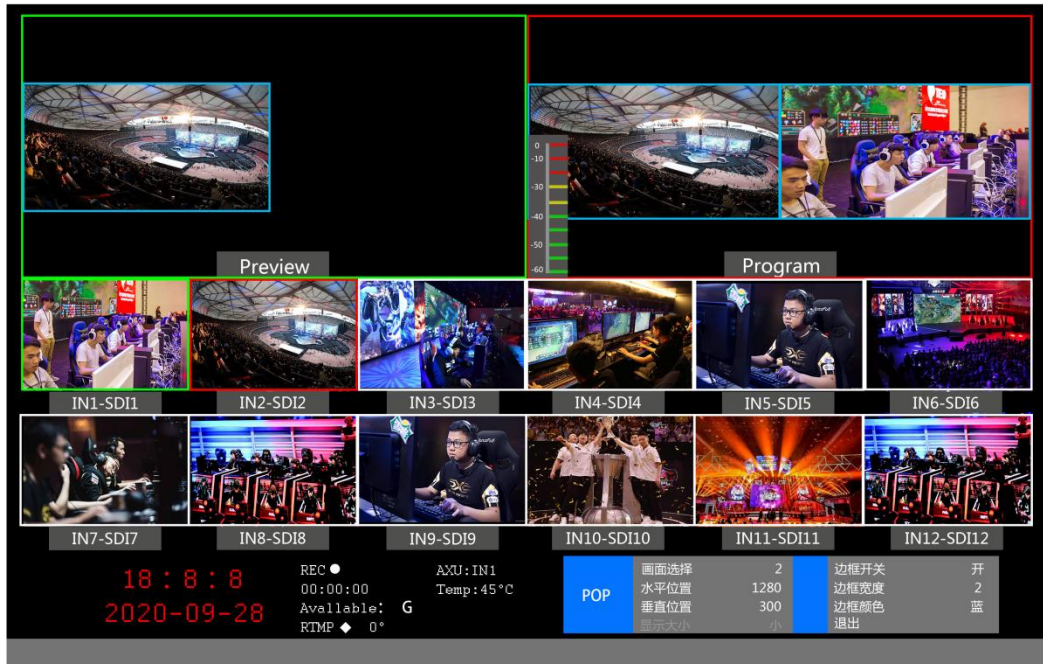 0
-10
-30
-40
-50
-60
Preview
Program
IN1-SDI1 IN2-SDI2 IN3-SDI3 IN4-SDI4 IN5-SDI5 IN6-SDI6
IN7-SDI7 IN8-SDI8 IN9-SDI9 IN10-SDI10 IN11-SDI11 IN12-SDI12
18:8:8
2020-09-28
REC
00:00:00
Avallable: G
RTMP ◆ 0°
AXU:IN1
Temp:45°C
POP
画面选择 2
水平位置 1280
垂直位置 300
显示大小 小
边框开关 开
边框宽度 2
边框颜色 蓝
退出